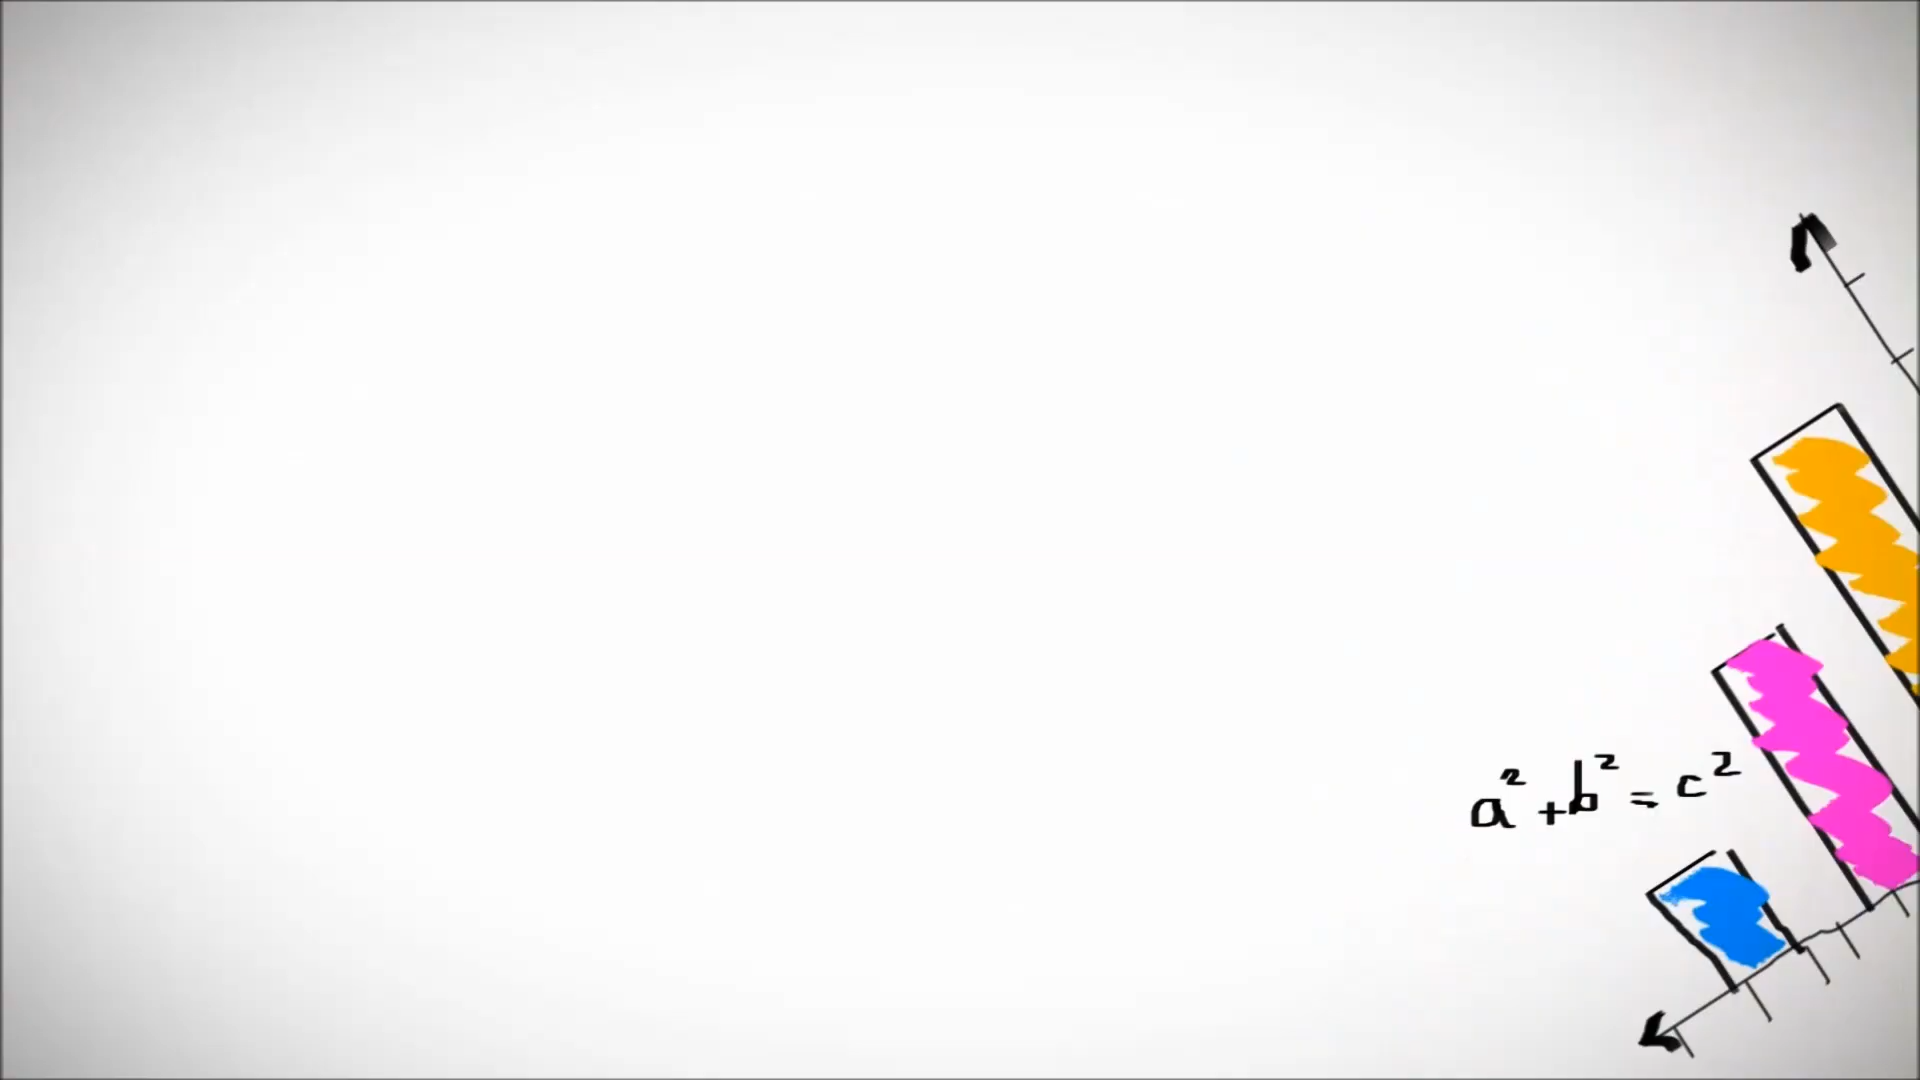 a² + b² = c²